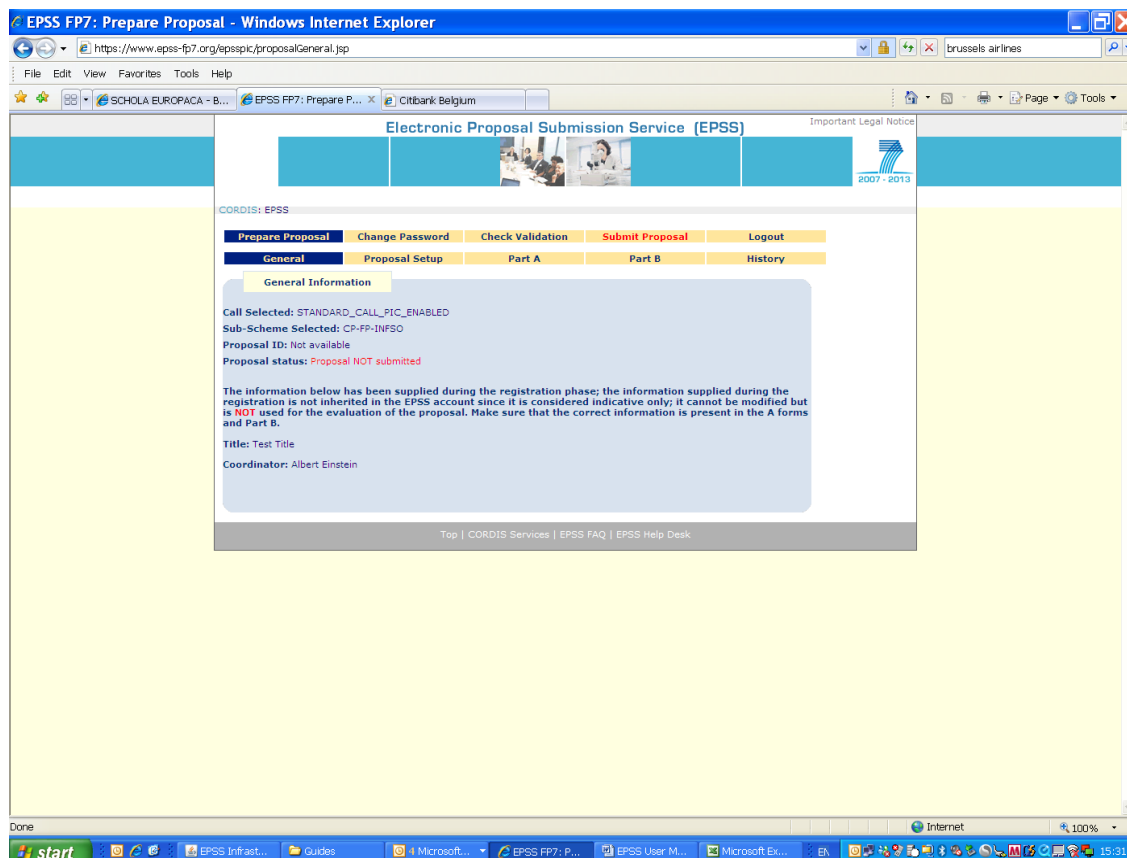 EPSS FP7: Prepare Proposal - Windows Internet Explorer
https://www.epss-fp7.org/epsspic/proposalGeneral.jsp
brussels airlines
File Edit View Favorites Tools Help
SCHOLA EUROPACA - B...
EPSS FP7: Prepare P...
Citibank Belgium
Page
Tools
Electronic Proposal Submission Service (EPSS)
Important Legal Notice
2007 - 2013
CORDIS: EPSS
Prepare Proposal Change Password Check Validation Submit Proposal Logout
General Proposal Setup Part A Part B History
General Information
Call Selected: STANDARD_CALL_PIC_ENABLED
Sub-Scheme Selected: CP-FP-INFSO
Proposal ID: Not available
Proposal status: Proposal NOT submitted
The information below has been supplied during the registration phase; the information supplied during the
registration is not inherited in the EPSS account since it is considered indicative only; it cannot be modified but
is NOT used for the evaluation of the proposal. Make sure that the correct information is present in the A forms
and Part B.
Title: Test Title
Coordinator: Albert Einstein
Top | CORDIS Services | EPSS FAQ | EPSS Help Desk
Done
Internet
100%
start
EPSS Infrast...
Guides
4 Microsoft...
EPSS FP7: P...
EPSS User M...
Microsoft Ex...
EN
15:31